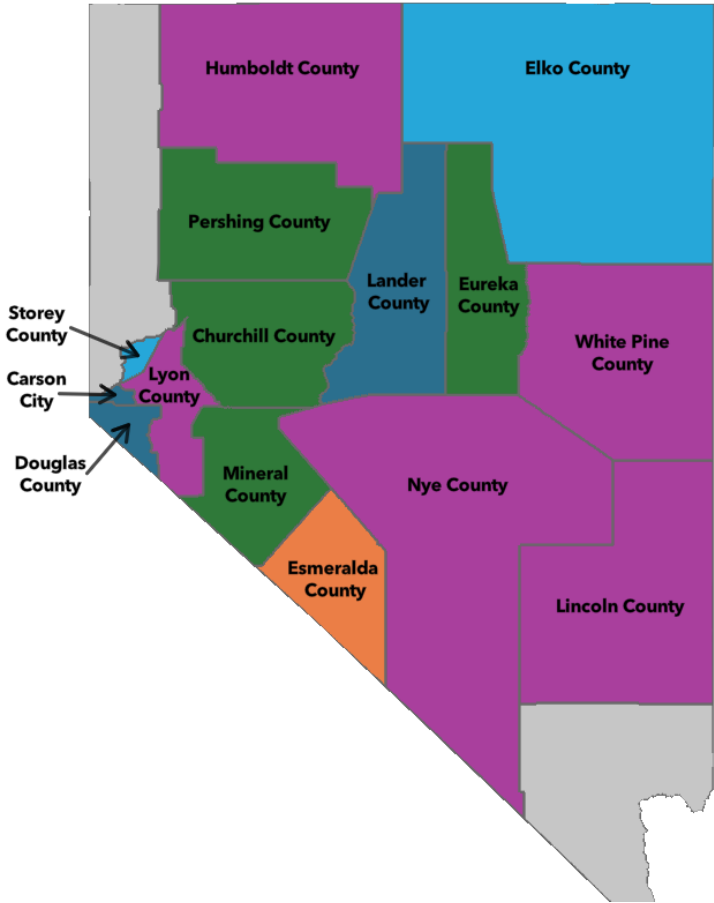 Humboldt County
Elko County
Pershing County
Lander
County
Eureka
County
Storey
County
Churchill County
White Pine
County
Carson
City
Lyon
County
Douglas
County
Mineral
County
Nye County
Esmeralda
County
Lincoln County